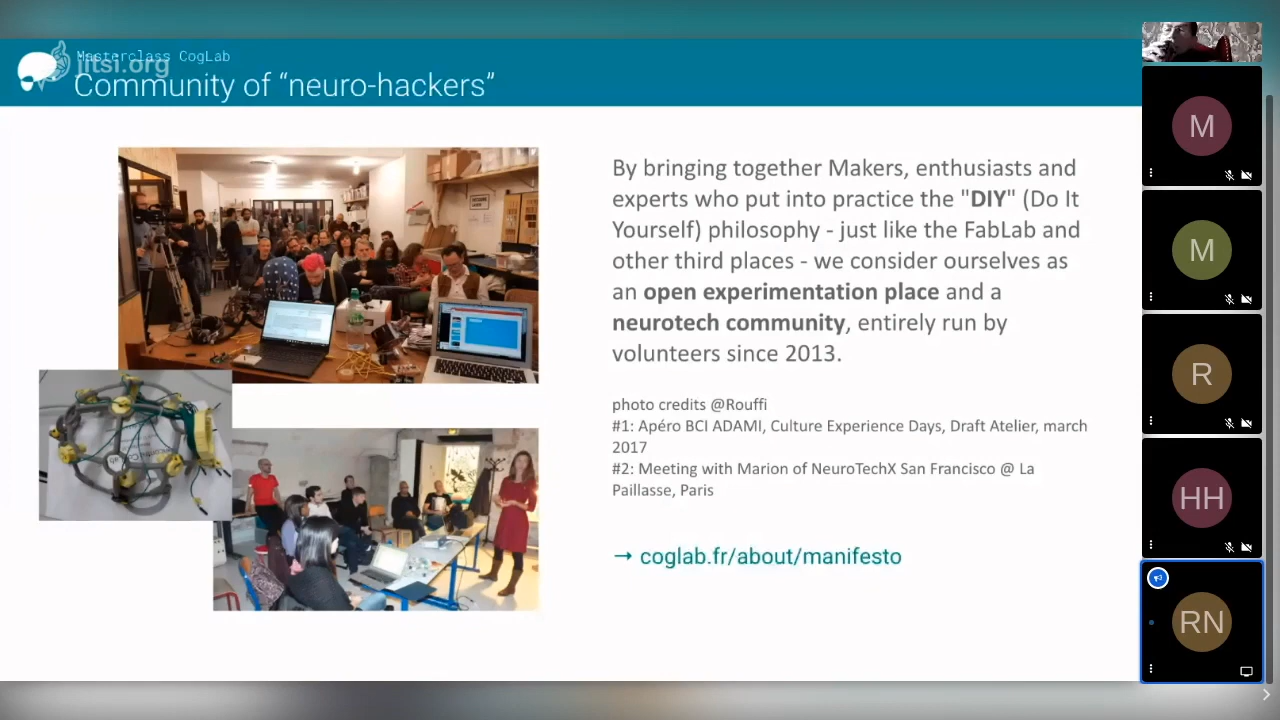 Masterclass CogLab
jitsi.org
Community of “neuro-hackers”
By bringing together Makers, enthusiasts and
experts who put into practice the "DIY" (Do It
Yourself) philosophy - just like the FabLab and
other third places - we consider ourselves as
an open experimentation place and a
neurotech community, entirely run by
volunteers since 2013.
photo credits @Rouffi
#1: Apéro BCI ADAMI, Culture Experience Days, Draft Atelier, march
2017
#2: Meeting with Marion of NeuroTechX San Francisco @ La
Paillasse, Paris
→ coglab.fr/about/manifesto
M
M
R
HH
RN